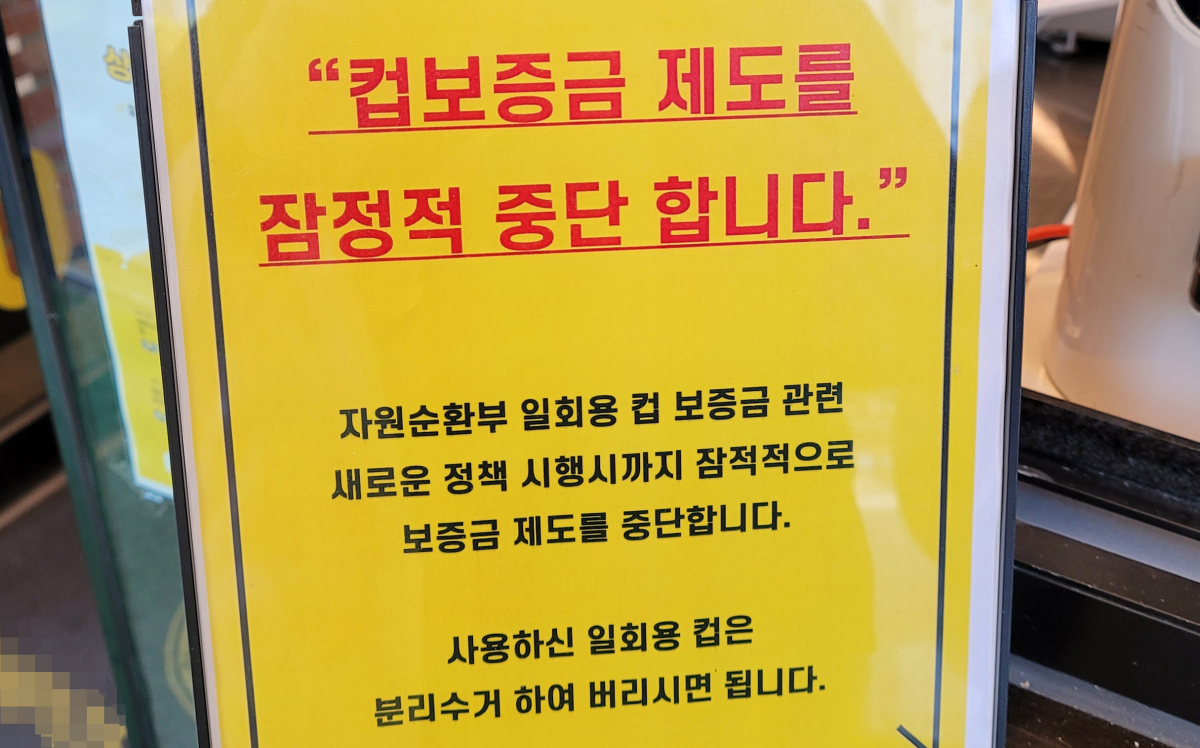 “컵보증금 제도를
잠정적 중단 합니다.”
자원순환부 일회용 컵 보증금 관련
새로운 정책 시행시까지 잠적적으로
보증금 제도를 중단합니다.
사용하신 일회용 컵은
분리수거 하여 버리시면 됩니다.